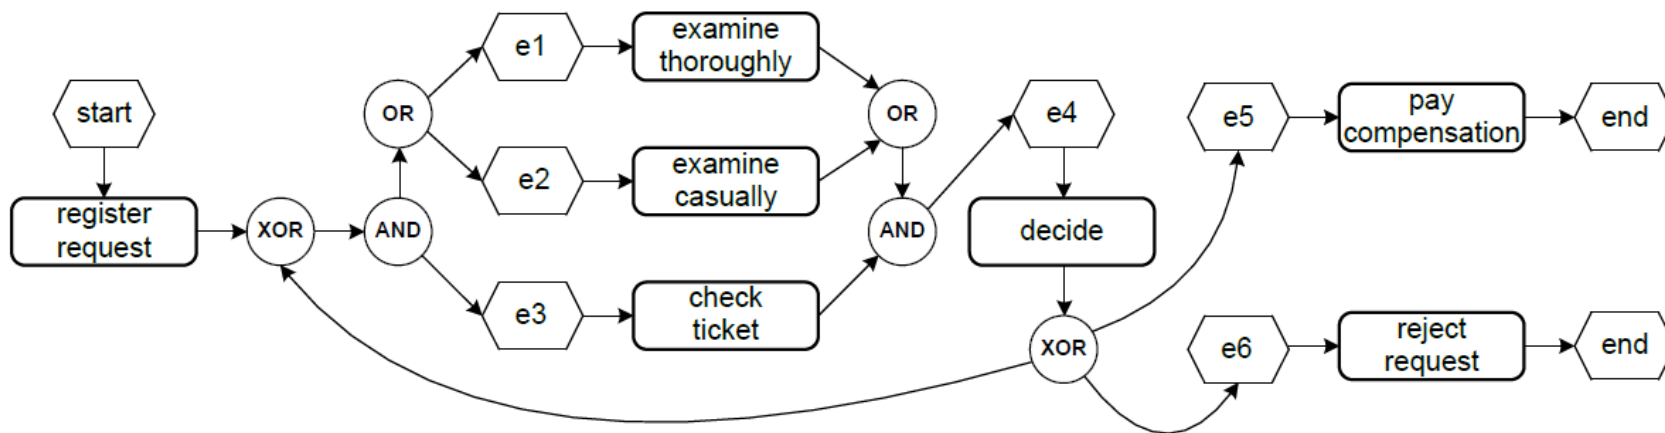 start
register
request
XOR
AND
OR
e1
examine
thoroughly
e2
examine
casually
e3
check
ticket
OR
AND
e4
decide
XOR
e5
pay
compensation
end
e6
reject
request
end